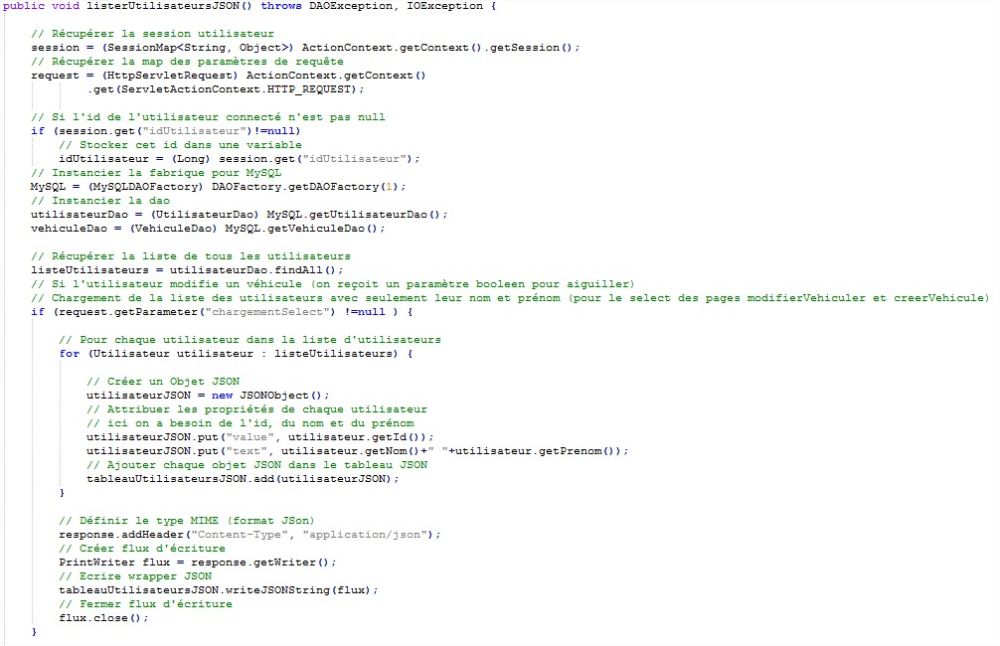 public void listerUtilisateursJSON() throws DAOException, IOException {
// Récupérer la session utilisateur
session = (SessionMap<String, Object>) ActionContext.getContext().getSession();
// Récupérer la map des paramètres de requête
request = (HttpServletRequest) ActionContext.getContext()
.get(ServletActionContext.HTTP_REQUEST);
// Si l'id de l'utilisateur connecté n'est pas null
if (session.get("idUtilisateur")!=null)
// Stocker cet id dans une variable
idUtilisateur = (Long) session.get("idUtilisateur");
// Instancier la fabrique pour MySQL
MySQL = (MySQLDAOFactory) DAOFactory.getDAOFactory(1);
// Instancier la dao
utilisateurDao = (UtilisateurDao) MySQL.getUtilisateurDao();
vehiculeDao = (VehiculeDao) MySQL.getVehiculeDao();
// Récupérer la liste de tous les utilisateurs
listeUtilisateurs = utilisateurDao.findAll();
// Si l'utilisateur modifie un véhicule (on reçoit un paramètre booleen pour aiguiller)
// Chargement de la liste des utilisateurs avec seulement leur nom et prénom (pour le select des pages modifierVehiculer et creerVehicule)
if (request.getParameter("chargementSelect") !=null ) {
// Pour chaque utilisateur dans la liste d'utilisateurs
for (Utilisateur utilisateur : listeUtilisateurs) {
// Créer un Objet JSON
utilisateurJSON = new JSONObject();
// Attribuer les propriétés de chaque utilisateur
// ici on a besoin de l'id, du nom et du prénom
utilisateurJSON.put("value", utilisateur.getId());
utilisateurJSON.put("text", utilisateur.getNom()+" "+utilisateur.getPrenom());
// Ajouter chaque objet JSON dans le tableau JSON
tableauUtilisateursJSON.add(utilisateurJSON);
}
// Définir le type MIME (format JSon)
response.addHeader("Content-Type", "application/json");
// Créer flux d'écriture
PrintWriter flux = response.getWriter();
// Ecrire wrapper JSON
tableauUtilisateursJSON.writeJSONString(flux);
// Fermer flux d'écriture
flux.close();
}